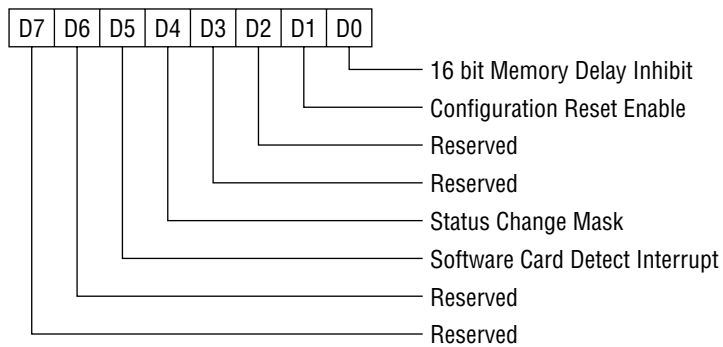 D7 D6 D5 D4 D3 D2 D1 D0
16 bit Memory Delay Inhibit
Configuration Reset Enable
Reserved
Reserved
Status Change Mask
Software Card Detect Interrupt
Reserved
Reserved